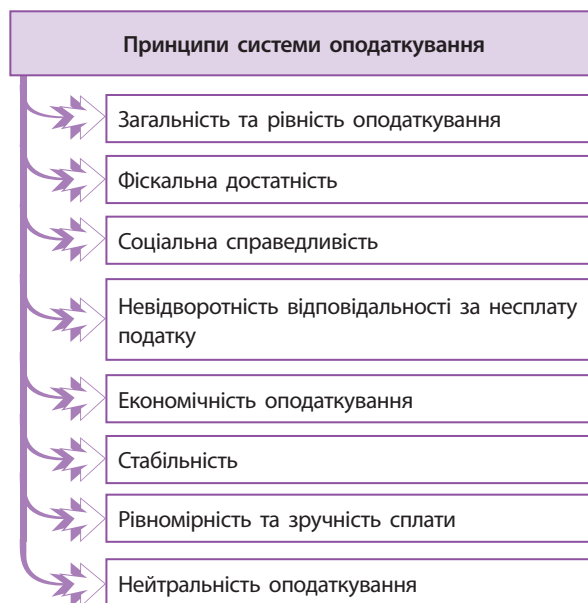 Принципи системи оподаткування
Загальність та рівність оподаткування
Фіскальна достатність
Соціальна справедливість
Невідворотність відповідальності за несплату
податку
Економічність оподаткування
Стабільність
Рівномірність та зручність сплати
Нейтральність оподаткування